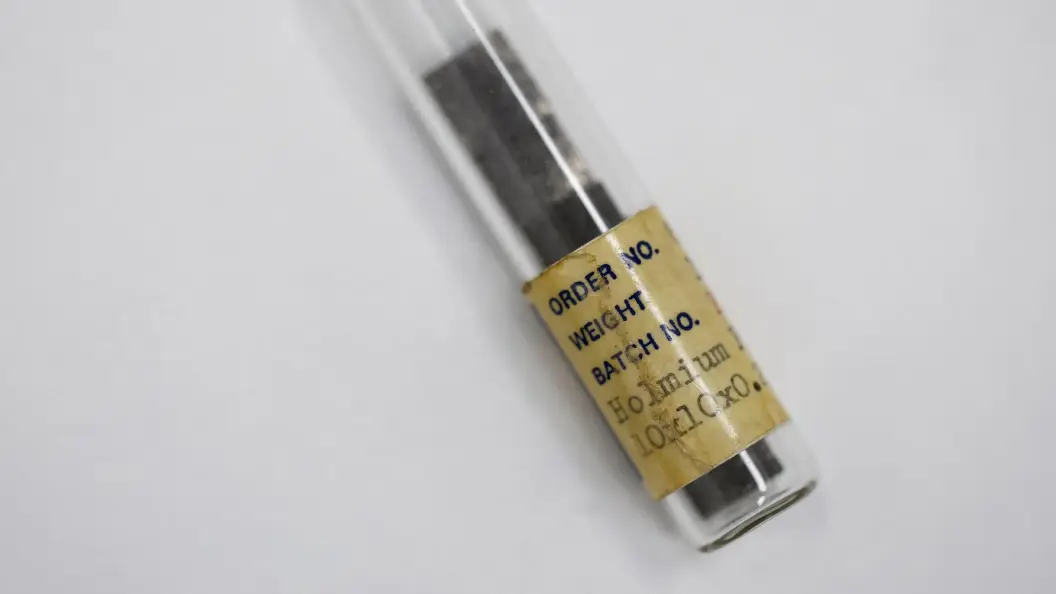 ORDER NO.
WEIGHT
BATCH NO.
Holmium
10x10x0.